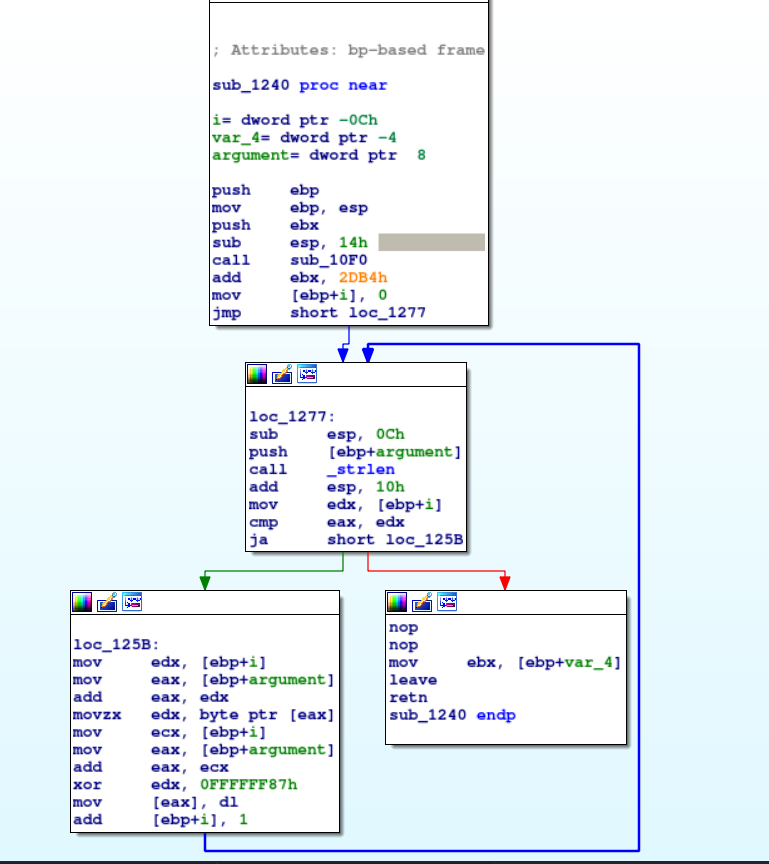 ; Attributes: bp-based frame
sub_1240 proc near
i= dword ptr -0Ch
var_4= dword ptr -4
argument= dword ptr  8
push    ebp
mov     ebp, esp
push    ebx
sub     esp, 14h
call    sub_10F0
add     ebx, 2DB4h
mov     [ebp+i], 0
jmp     short loc_1277
loc_1277:
sub     esp, 0Ch
push    [ebp+argument]
call    _strlen
add     esp, 10h
mov     edx, [ebp+i]
cmp     eax, edx
ja      short loc_125B
loc_125B:
mov     edx, [ebp+i]
mov     eax, [ebp+argument]
add     eax, edx
movzx   edx, byte ptr [eax]
mov     ecx, [ebp+i]
mov     eax, [ebp+argument]
add     eax, ecx
xor     edx, 0FFFFFF87h
mov     [eax], dl
add     [ebp+i], 1
nop
nop
mov     ebx, [ebp+var_4]
leave
retn
sub_1240 endp